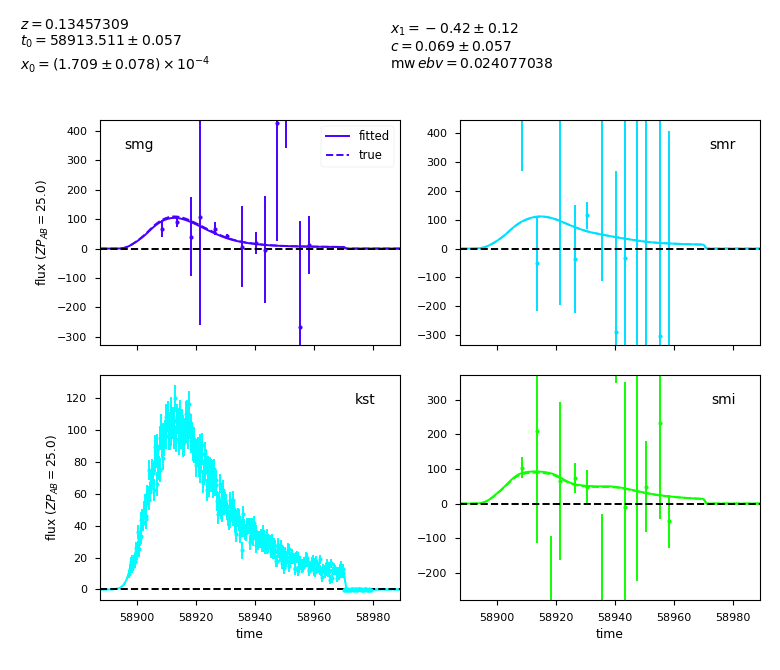 z = 0.13457309
t₀ = 58913.511 ± 0.057
x₀ = (1.709 ± 0.078) × 10⁻⁴
x₁ = −0.42 ± 0.12
c = 0.069 ± 0.057
mw ebv = 0.024077038
400
300
200
100
0
−100
−200
−300
flux (ZP_AB = 25.0)
smg
fitted
true
400
300
200
100
0
−100
−200
−300
smr
120
100
80
60
40
20
0
flux (ZP_AB = 25.0)
kst
58900
58920
58940
58960
58980
time
300
200
100
0
−100
−200
smi
58900
58920
58940
58960
58980
time